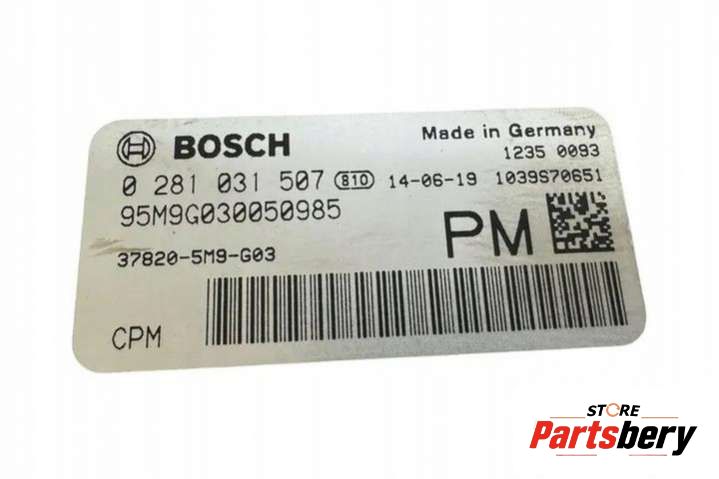 BOSCH
Made in Germany
1235 0093
0 281 031 507 810 14-06-19 1039S70651
95M9G030050985
PM
37820-5M9-G03
CPM
STORE
Partsbery